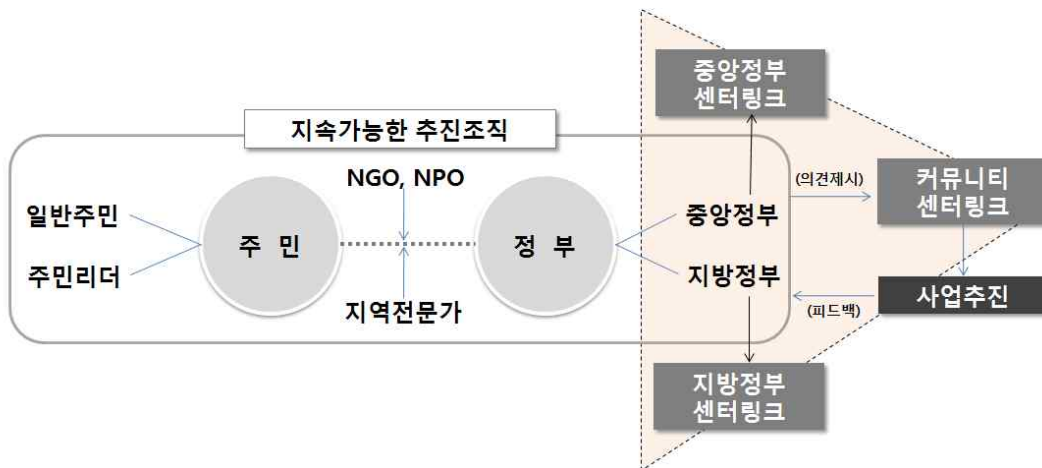 중앙정부
센터링크
지속가능한 추진조직
NGO, NPO
일반주민
주민리더
주 민
정 부
지역전문가
중앙정부
지방정부
(의견제시)
커뮤니티
센터링크
사업추진
(피드백)
지방정부
센터링크